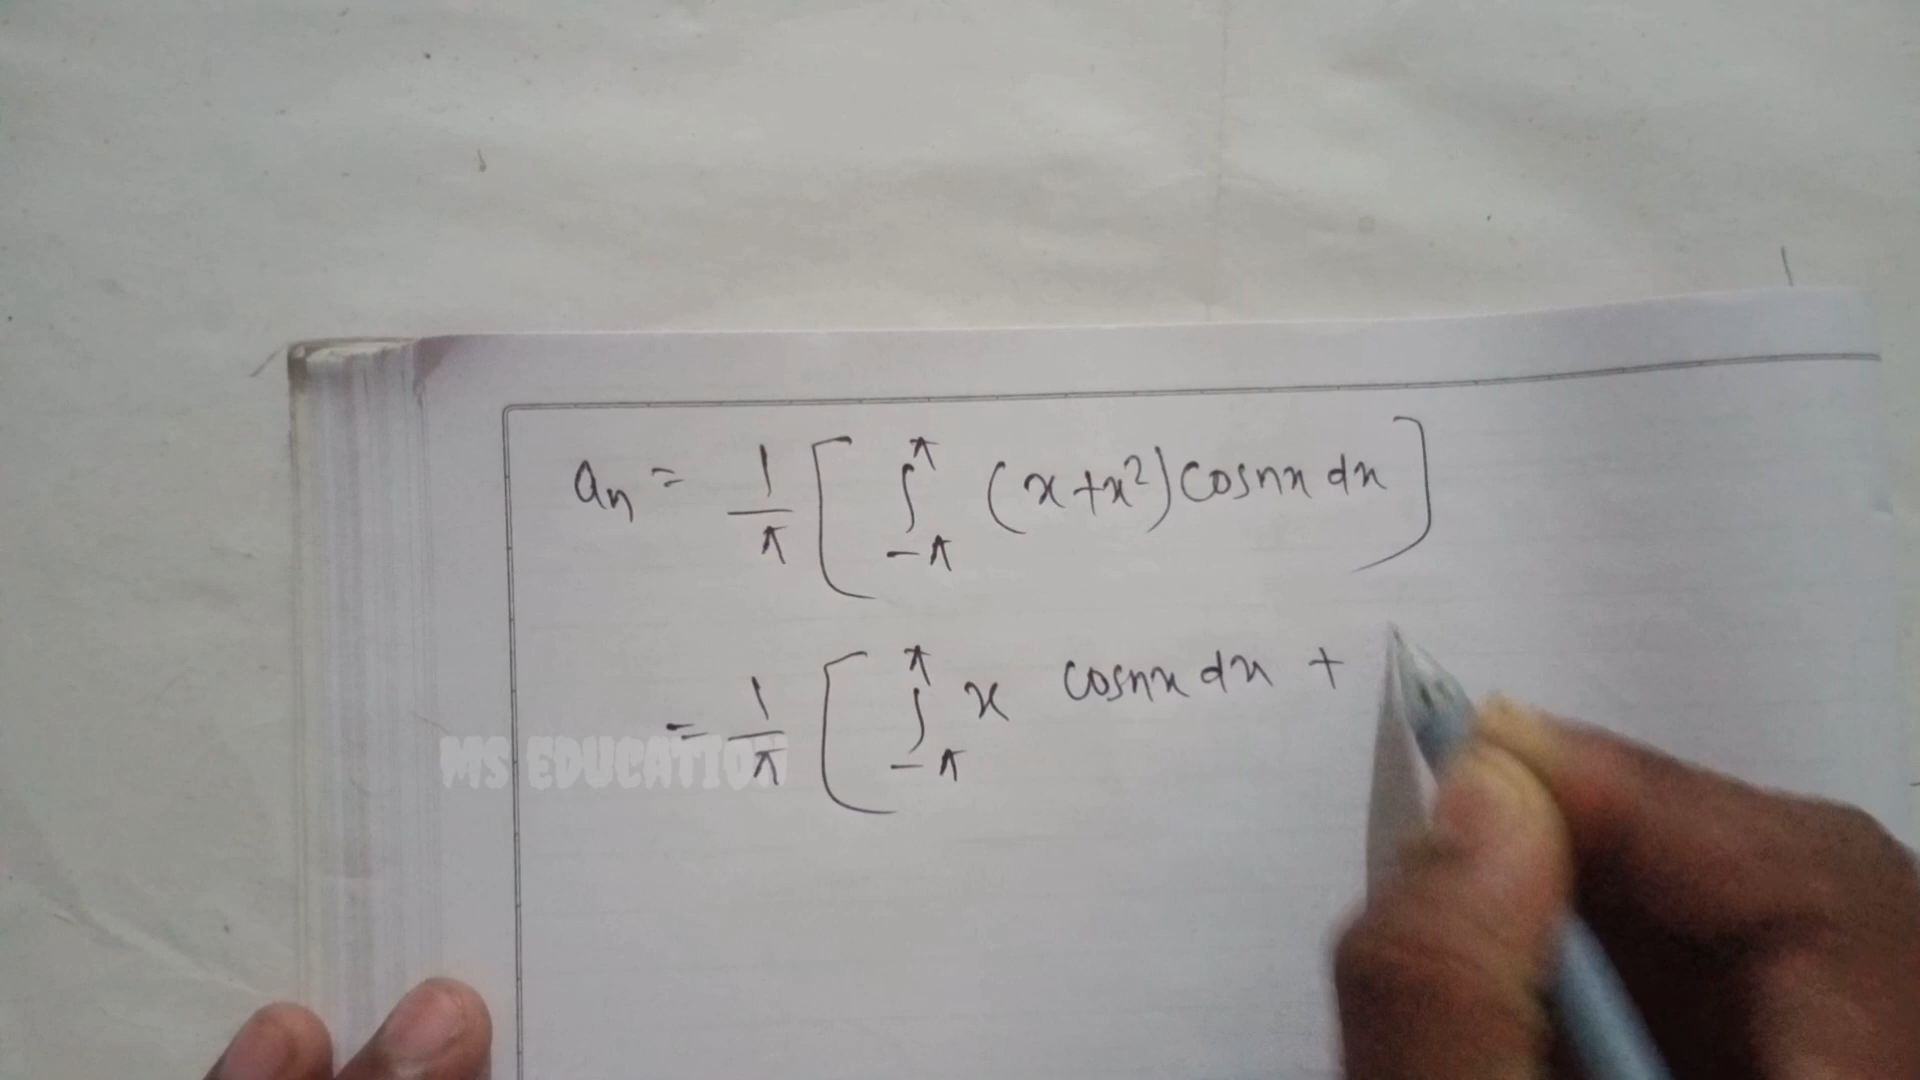 aₙ = 1/π [ ∫_{-π}^{π} (x+x²) cosnx dx ]
= 1/π [ ∫_{-π}^{π} x cosnx dx +
MS EDUCATION